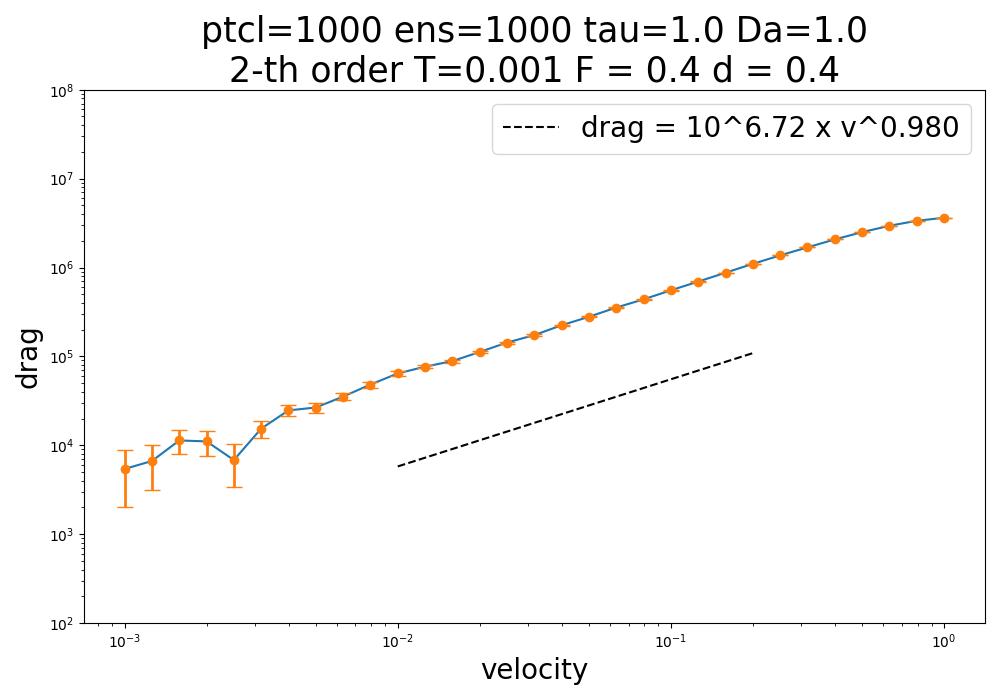 ptcl=1000 ens=1000 tau=1.0 Da=1.0
2-th order T=0.001 F = 0.4 d = 0.4
drag = 10^6.72 x v^0.980
drag
10^8
10^7
10^6
10^5
10^4
10^3
10^2
10^-3 10^-2 10^-1 10^0
velocity